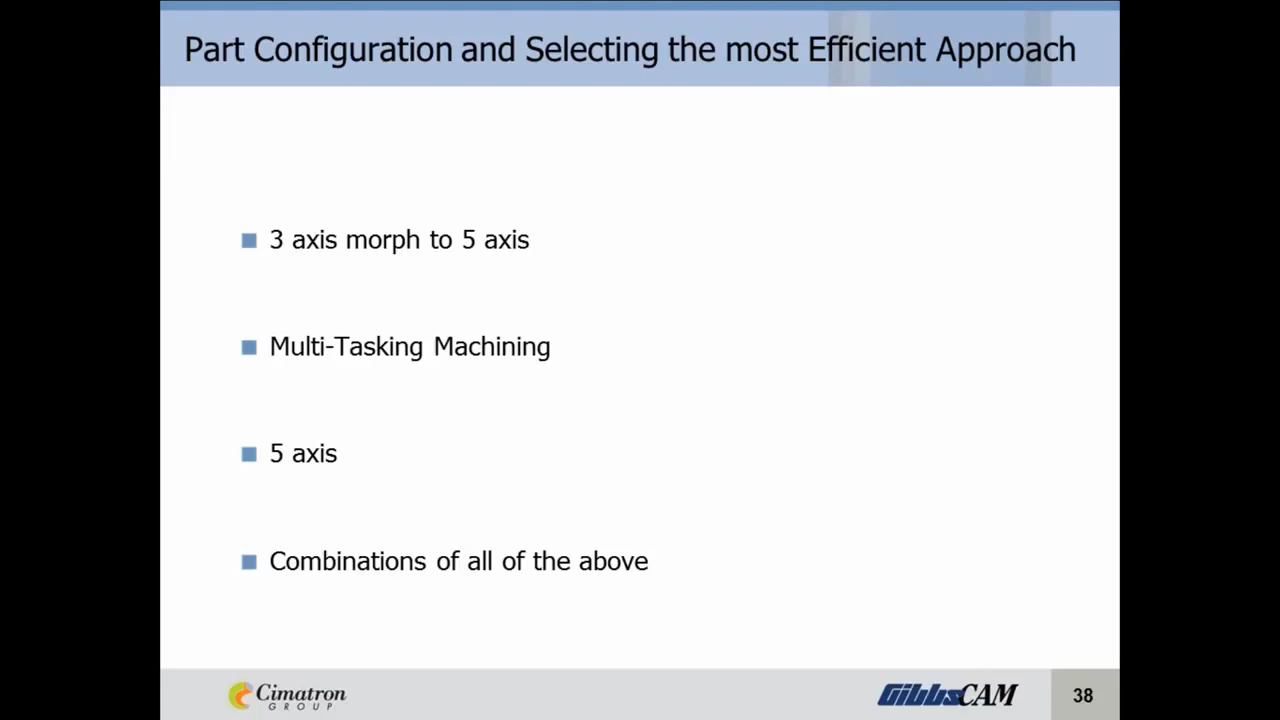 Part Configuration and Selecting the most Efficient Approach
3 axis morph to 5 axis
Multi-Tasking Machining
5 axis
Combinations of all of the above
Cimatron
GROUP
GibbsCAM
38